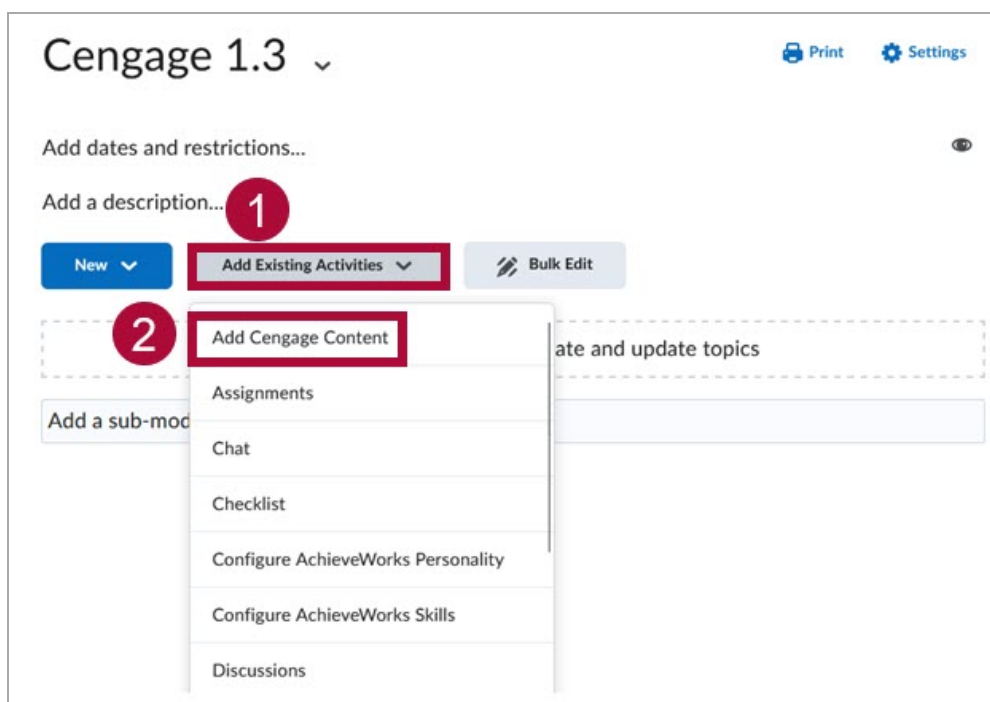 Cengage 1.3
Print
Settings
Add dates and restrictions...
Add a description...
1
New
Add Existing Activities
Bulk Edit
2
Add Cengage Content
ate and update topics
Assignments
Add a sub-mod
Chat
Checklist
Configure AchieveWorks Personality
Configure AchieveWorks Skills
Discussions